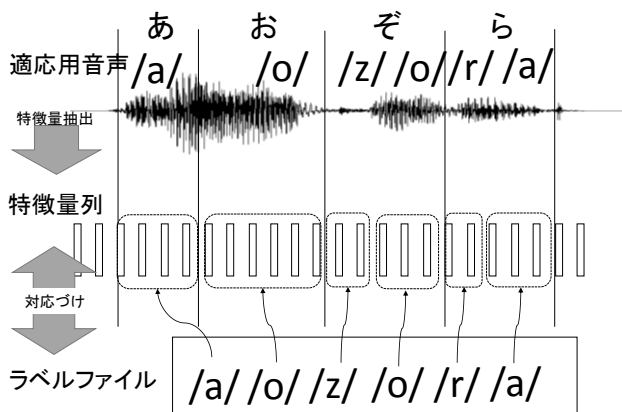 あ お ぞ ら
適応用音声 /a/ /o/ /z/ /o/ /r/ /a/
特徴量抽出
特徴量列
対応づけ
ラベルファイル /a/ /o/ /z/ /o/ /r/ /a/